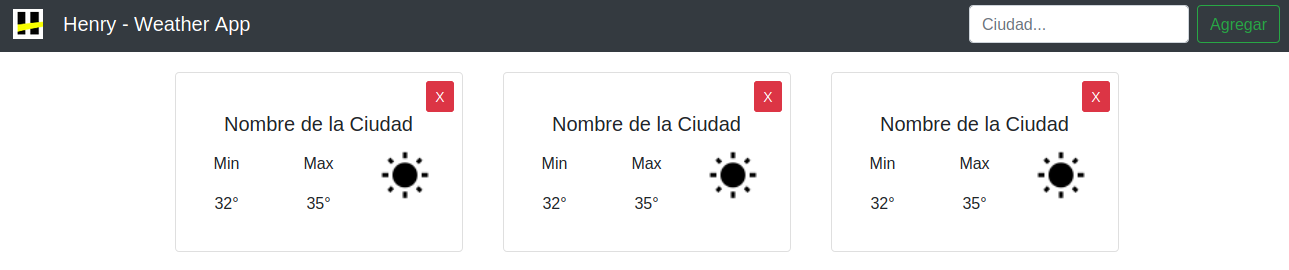 Henry - Weather App
Ciudad...
Agregar
X
Nombre de la Ciudad
Min
Max
32°
35°
X
Nombre de la Ciudad
Min
Max
32°
35°
X
Nombre de la Ciudad
Min
Max
32°
35°